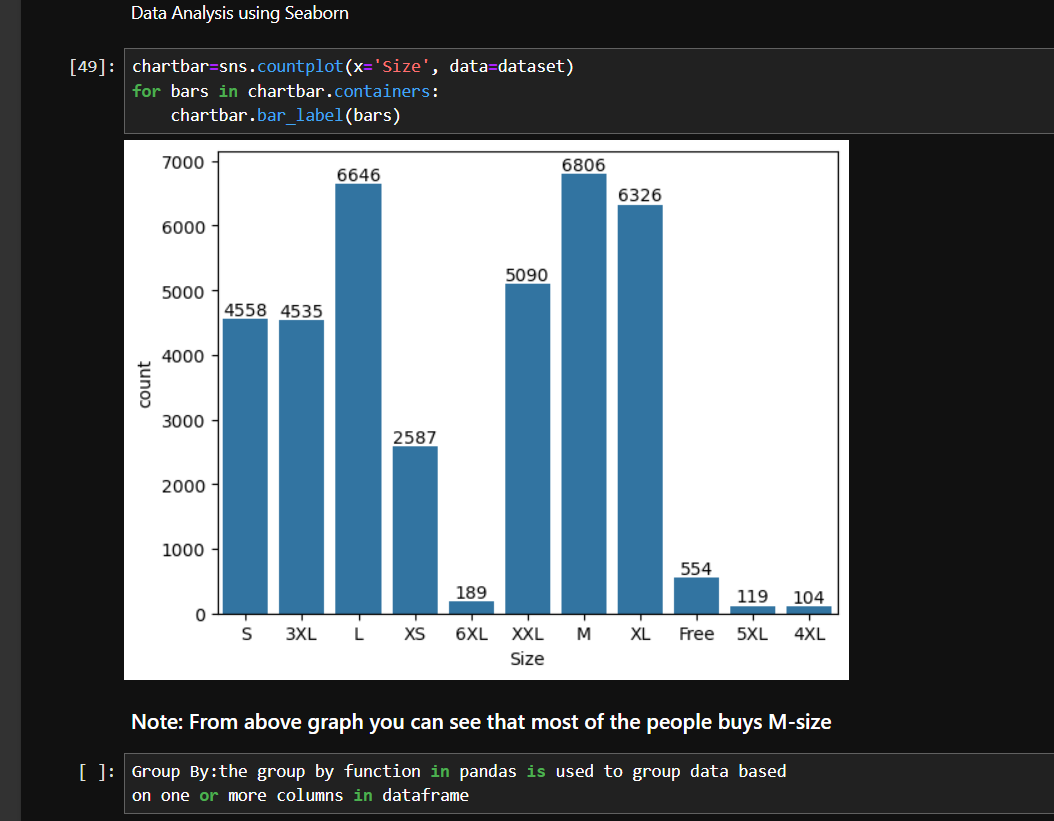 Data Analysis using Seaborn
[49]: chartbar=sns.countplot(x='Size', data=dataset)
for bars in chartbar.containers:
    chartbar.bar_label(bars)
7000
6000
5000
4000
3000
2000
1000
0
count
4558
4535
6646
2587
189
5090
6806
6326
554
119
104
S 3XL L XS 6XL XXL M XL Free 5XL 4XL
Size
Note: From above graph you can see that most of the people buys M-size
[ ]: Group By:the group by function in pandas is used to group data based
on one or more columns in dataframe